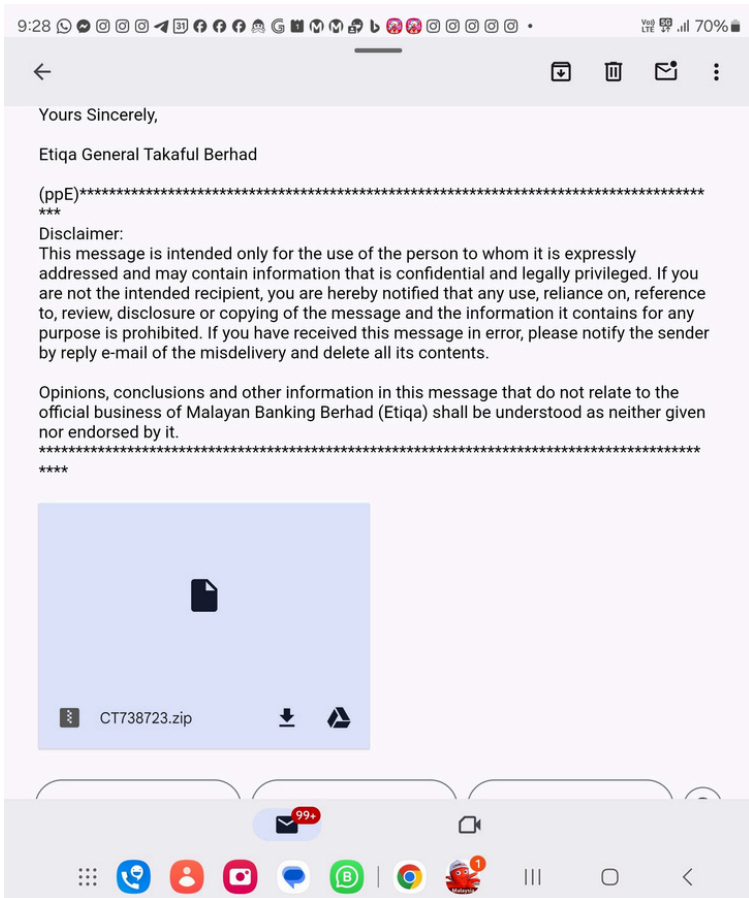 9:28
31
VoD LTE 5G 70%
Yours Sincerely,
Etiqa General Takaful Berhad
(ppE)*************************************************************************************
***
Disclaimer:
This message is intended only for the use of the person to whom it is expressly
addressed and may contain information that is confidential and legally privileged. If you
are not the intended recipient, you are hereby notified that any use, reliance on, reference
to, review, disclosure or copying of the message and the information it contains for any
purpose is prohibited. If you have received this message in error, please notify the sender
by reply e-mail of the misdelivery and delete all its contents.
Opinions, conclusions and other information in this message that do not relate to the
official business of Malayan Banking Berhad (Etiqa) shall be understood as neither given
nor endorsed by it.
******************************************************************************************
****
CT738723.zip
99+
1
Malaysia